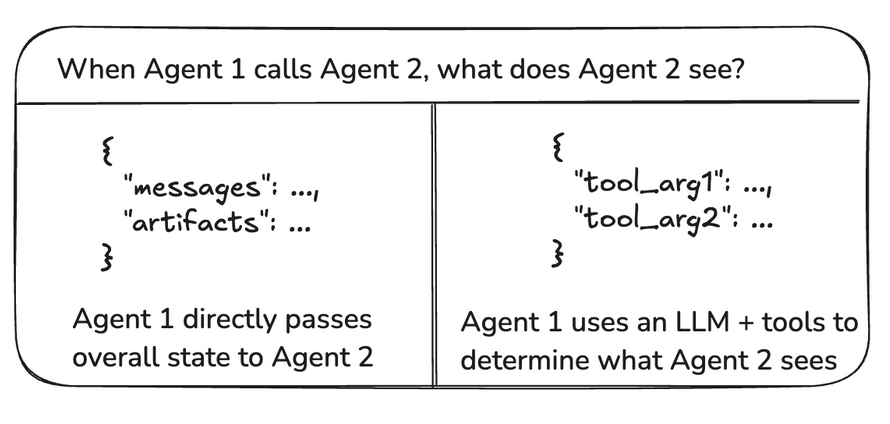 When Agent 1 calls Agent 2, what does Agent 2 see?
{
"messages": ...,
"artifacts": ...
}
Agent 1 directly passes
overall state to Agent 2
{
"tool_arg1": ...,
"tool_arg2": ...
}
Agent 1 uses an LLM + tools to
determine what Agent 2 sees